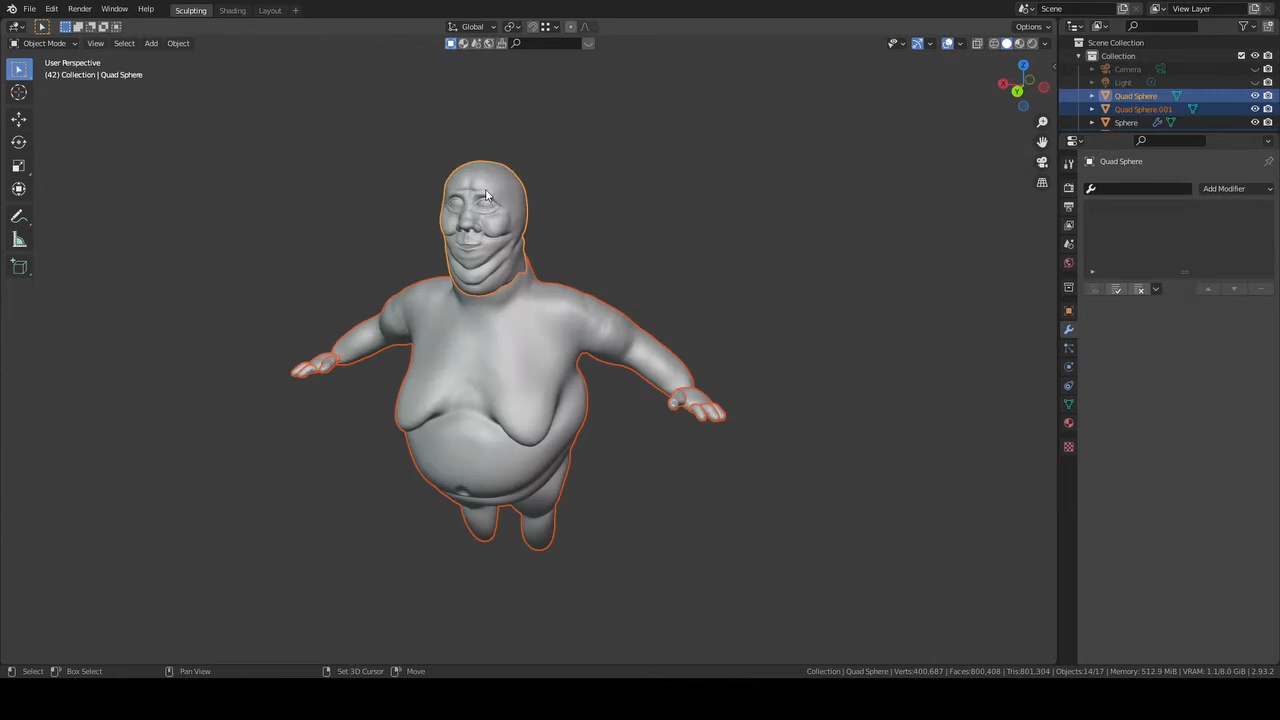 File Edit Render Window Help Sculpting Shading Layout + Scene View Layer
Global Options
Object Mode View Select Add Object
User Perspective
(42) Collection | Quad Sphere
X Y Z
Scene Collection
Collection
Camera
Light
Quad Sphere
Quad Sphere.001
Sphere
Quad Sphere
Add Modifier
Select Box Select Pan View Set 3D Cursor Move Collection | Quad Sphere | Verts:400,687 | Faces:800,408 | Tris:801,304 | Objects:14/17 | Memory: 512.9 MiB | VRAM: 1.1/8.0 GiB | 2.93.2